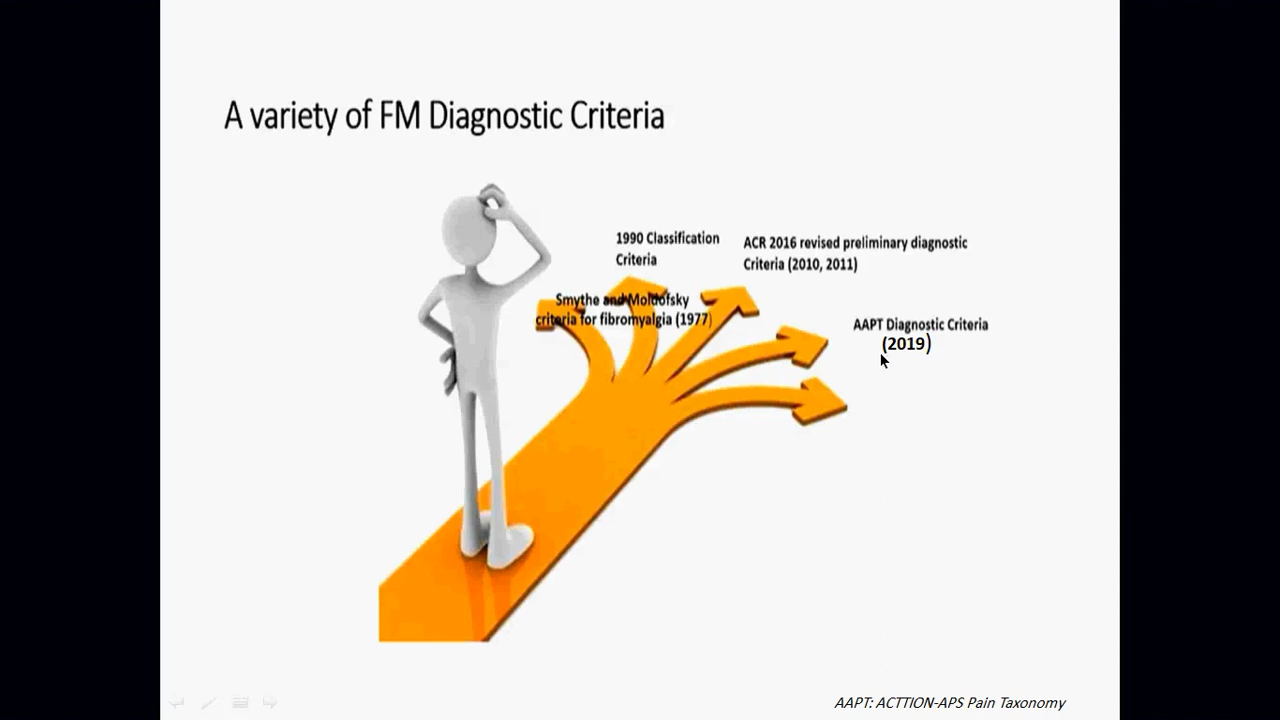 A variety of FM Diagnostic Criteria
1990 Classification
Criteria
ACR 2016 revised preliminary diagnostic
Criteria (2010, 2011)
Smythe and Moldofsky
criteria for fibromyalgia (1977)
AAPT Diagnostic Criteria
(2019)
AAPT: ACTTION-APS Pain Taxonomy